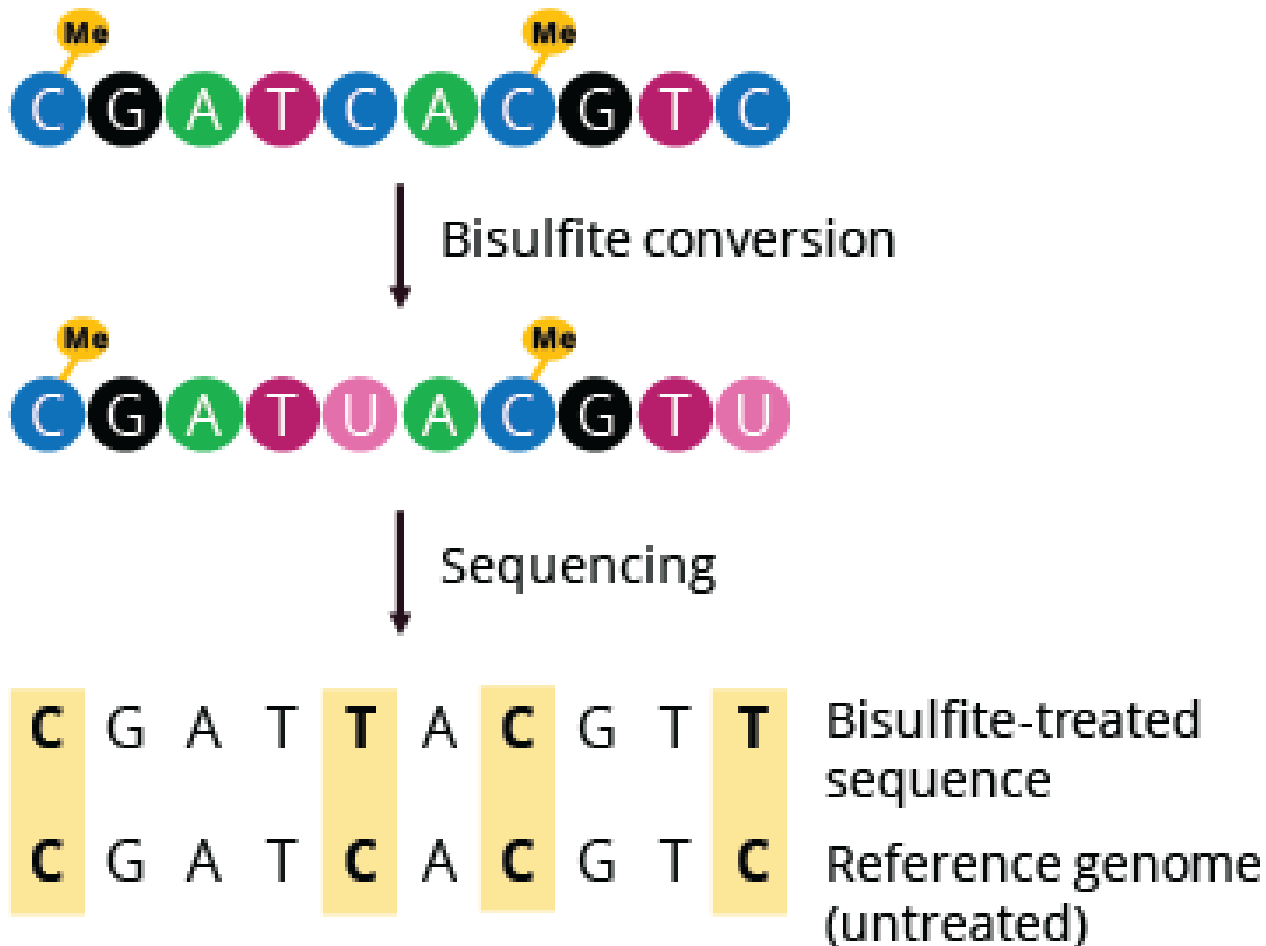 Me Me
C G A T C A C G T C
Bisulfite conversion
Me Me
C G A T U A C G T U
Sequencing
C G A T T A C G T T
Bisulfite-treated
sequence
C G A T C A C G T C
Reference genome
(untreated)